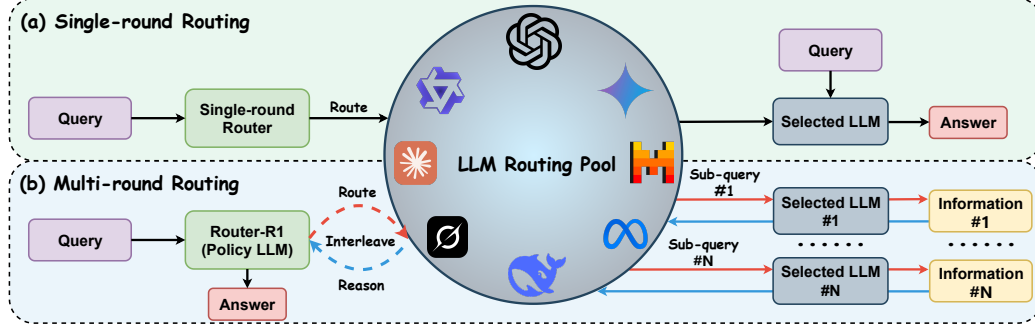 (a) Single-round Routing
Query
Single-round
Router
Route
LLM Routing Pool
Query
Selected LLM
Answer
(b) Multi-round Routing
Query
Router-R1
(Policy LLM)
Answer
Route
Interleave
Reason
Sub-query
#1
Selected LLM
#1
Information
#1
......
......
Sub-query
#N
Selected LLM
#N
Information
#N